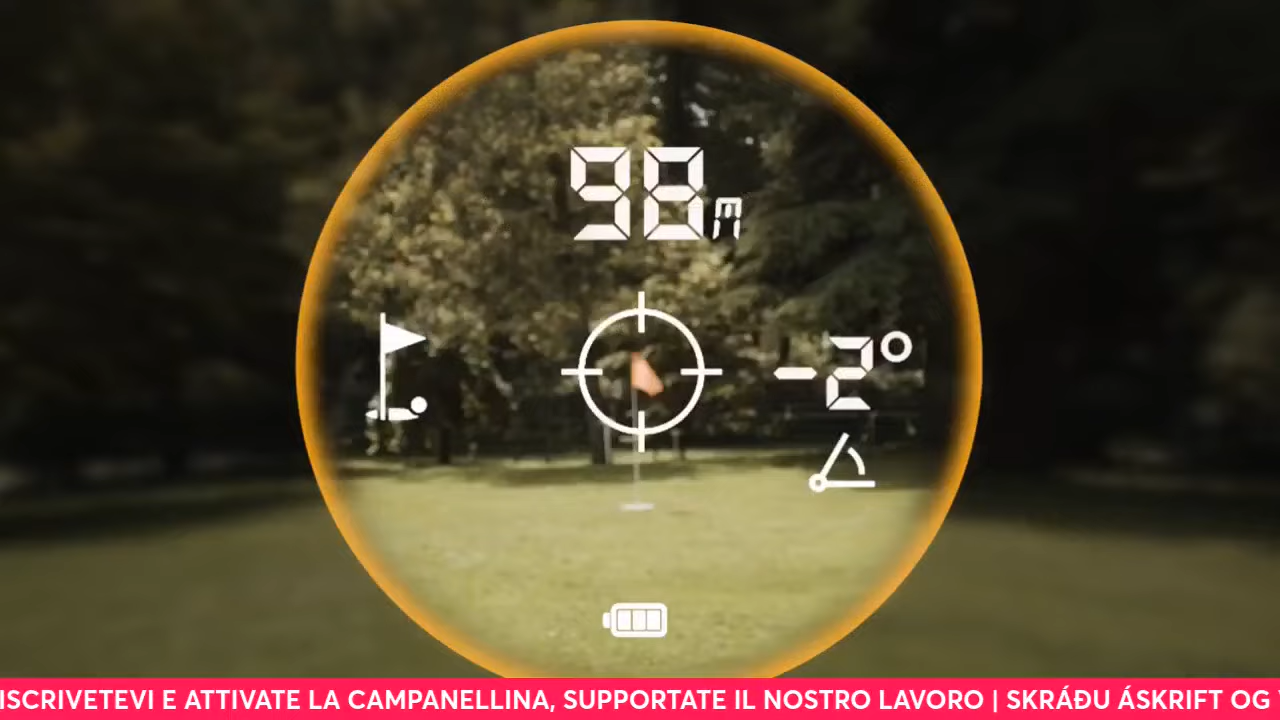 98m
-2°
ISCRIVETEVI E ATTIVATE LA CAMPANELLINA, SUPPORTATE IL NOSTRO LAVORO | SKRÁÐU ÁSKRIFT OG